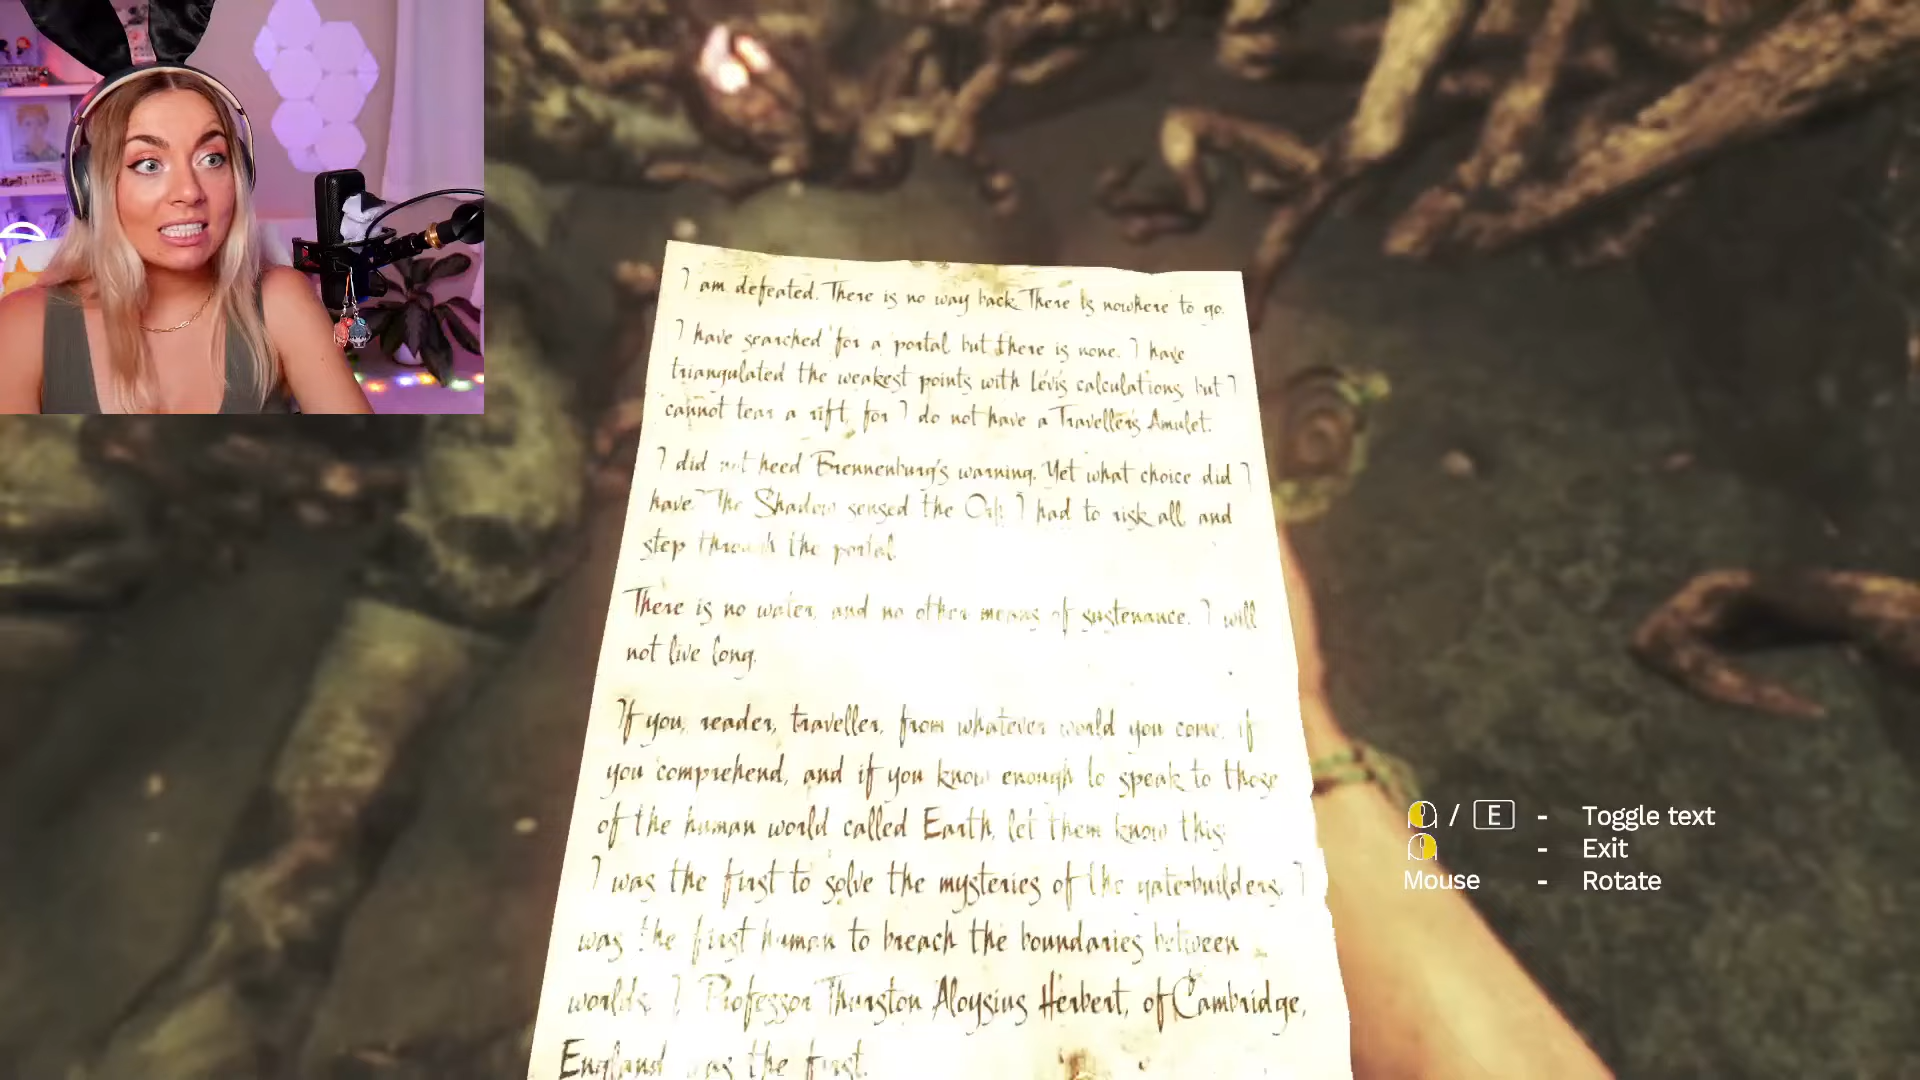 I am defeated. There is no way back. There is nowhere to go.
I have searched for a portal but there is none. I have
triangulated the weakest points with Levi's calculations, but I
cannot tear a rift, for I do not have a Traveller's Amulet.
I did not heed Brennenburg's warning. Yet what choice did I
have? The Shadow sensed the Orb. I had to risk all and
step through the portal.
There is no water, and no other means of sustenance. I will
not live long.
If you, reader, traveller, from whatever world you come, if
you comprehend, and if you know enough to speak to those
of the human world called Earth, let them know this:
I was the first to solve the mysteries of the gate-builders. I
was the first human to breach the boundaries between
worlds. I, Professor Thurston Aloysius Herbert, of Cambridge,
England was the first.
/ E - Toggle text
- Exit
Mouse - Rotate